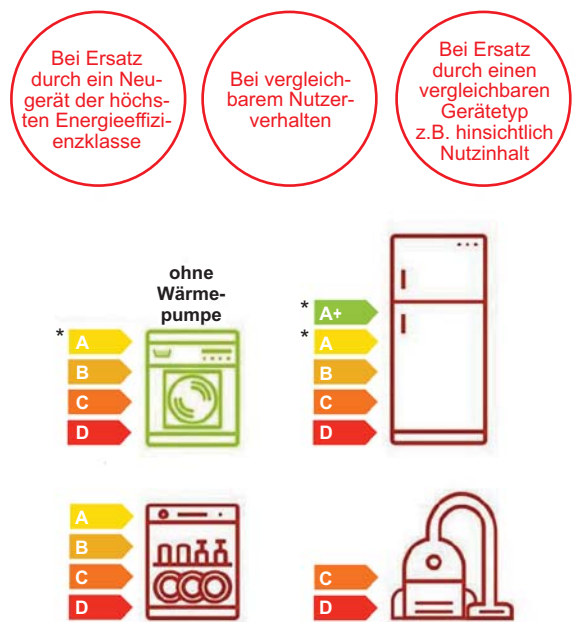 Bei Ersatz
durch ein Neu-
gerät der höchs-
ten Energieeffizi-
enzklasse
Bei vergleich-
barem Nutzer-
verhalten
Bei Ersatz
durch einen
vergleichbaren
Gerätetyp
z.B. hinsichtlich
Nutzinhalt
ohne
Wärme-
pumpe
* A
B
C
D
* A+
* A
B
C
D
A
B
C
D
C
D